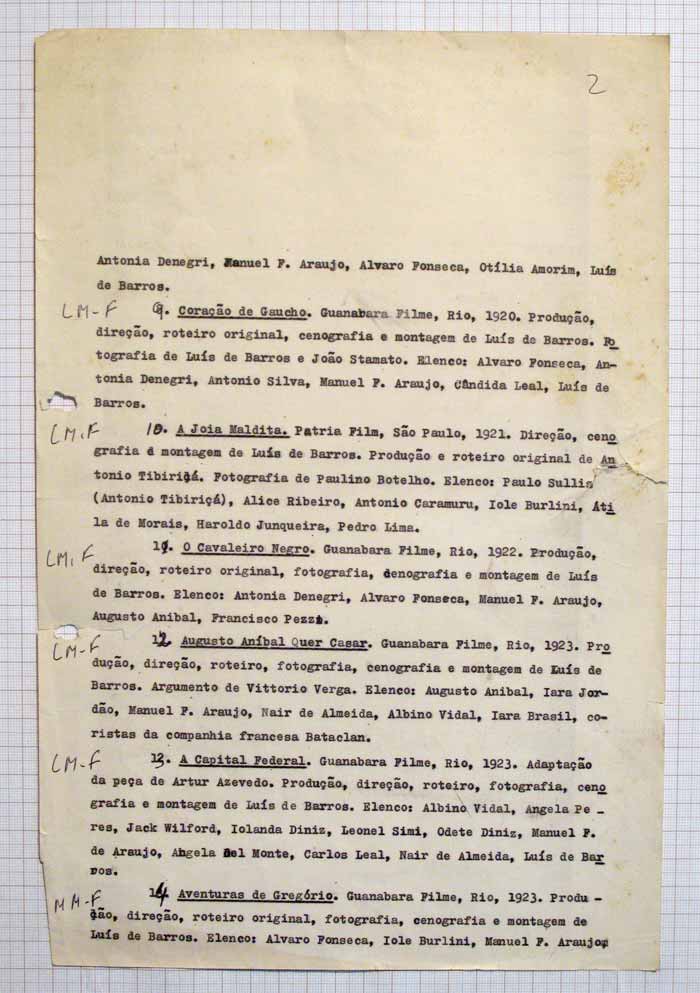 2
Antonia Denegri, Manuel F. Araujo, Alvaro Fonseca, Otília Amorim, Luís
de Barros.
LM-F 9. Coração de Gaucho. Guanabara Filme, Rio, 1920. Produção,
direção, roteiro original, cenografia e montagem de Luís de Barros. Fo
tografia de Luís de Barros e João Stamato. Elenco: Alvaro Fonseca, An-
tonia Denegri, Antonio Silva, Manuel F. Araujo, Cândida Leal, Luís de
Barros.
LM-F 10. A Joia Maldita. Patria Film, São Paulo, 1921. Direção, ceno
grafia e montagem de Luís de Barros. Produção e roteiro original de An
tonio Tibiriçá. Fotografia de Paulino Botelho. Elenco: Paulo Sullis
(Antonio Tibiriçá), Alice Ribeiro, Antonio Caramuru, Iole Burlini, Áti
la de Morais, Haroldo Junqueira, Pedro Lima.
LM-F 11. O Cavaleiro Negro. Guanabara Filme, Rio, 1922. Produção,
direção, roteiro original, fotografia, cenografia e montagem de Luís
de Barros. Elenco: Antonia Denegri, Alvaro Fonseca, Manuel F. Araujo,
Augusto Anibal, Francisco Pezzi.
LM-F 12. Augusto Aníbal Quer Casar. Guanabara Filme, Rio, 1923. Pro
dução, direção, roteiro, fotografia, cenografia e montagem de Luís de
Barros. Argumento de Vittorio Verga. Elenco: Augusto Anibal, Iara Jor-
dão, Manuel F. Araujo, Nair de Almeida, Albino Vidal, Iara Brasil, co-
ristas da companhia francesa Bataclan.
LM-F 13. A Capital Federal. Guanabara Filme, Rio, 1923. Adaptação
da peça de Artur Azevedo. Produção, direção, roteiro, fotografia, ceno
grafia e montagem de Luís de Barros. Elenco: Albino Vidal, Angela Pe -
res, Jack Wilford, Iolanda Diniz, Leonel Simi, Odete Diniz, Manuel F.
de Araujo, Angela Del Monte, Carlos Leal, Nair de Almeida, Luís de Bar
ros.
MM-F 14. Aventuras de Gregório. Guanabara Filme, Rio, 1923. Produ -
ção, direção, roteiro original, fotografia, cenografia e montagem de
Luís de Barros. Elenco: Alvaro Fonseca, Iole Burlini, Manuel F. Araujo,